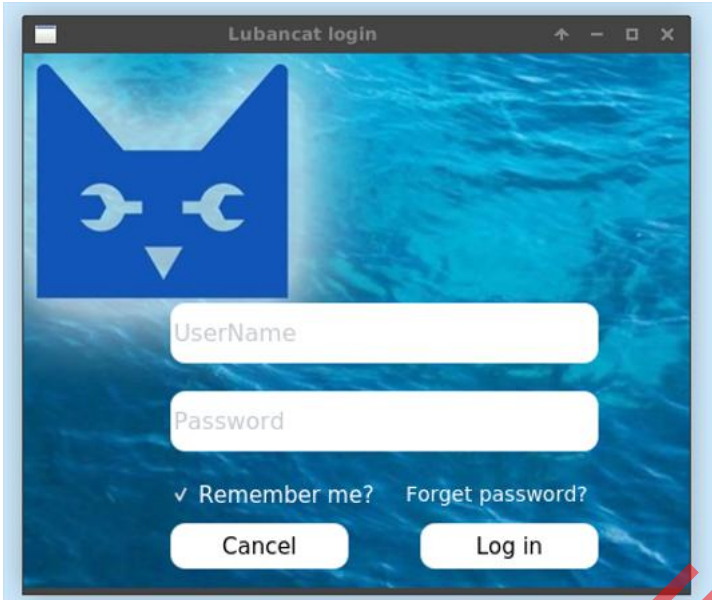 Lubancat login
UserName
Password
✓ Remember me? Forget password?
Cancel Log in